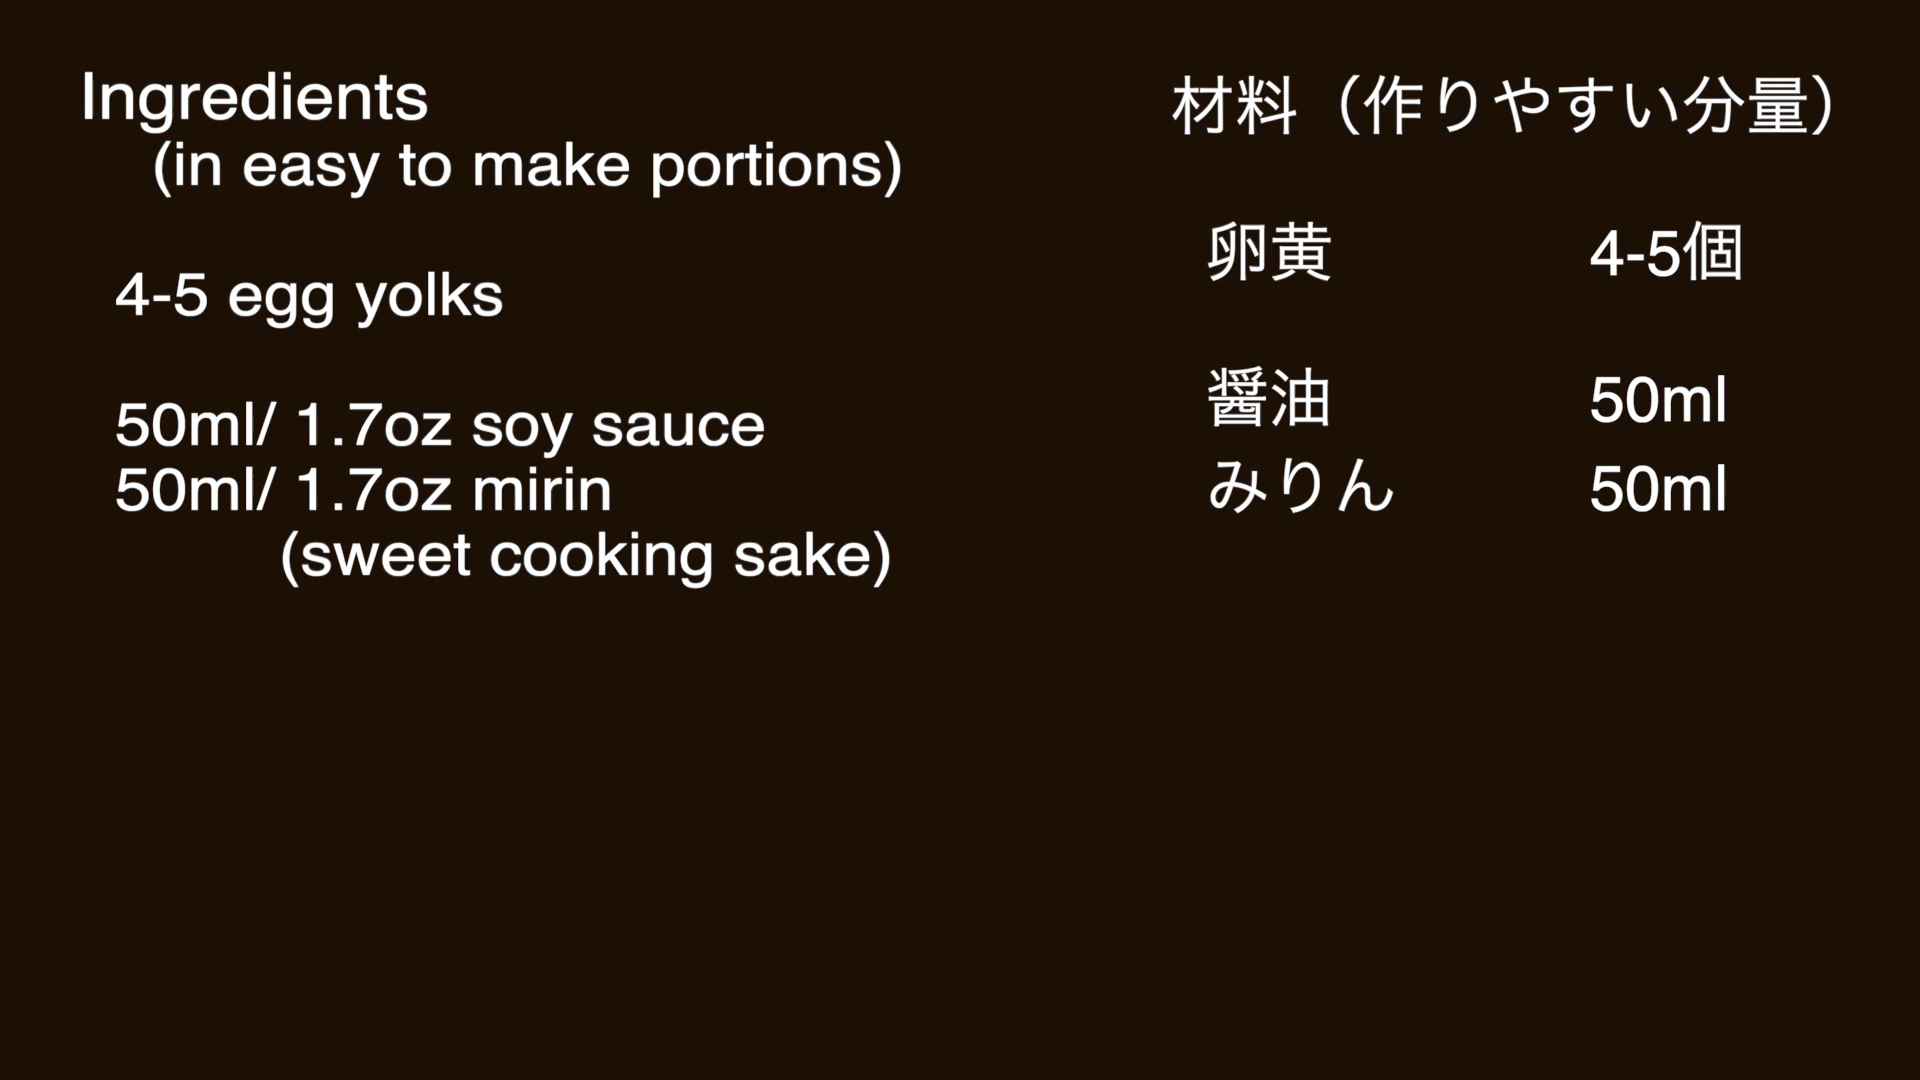 Ingredients
(in easy to make portions)
4-5 egg yolks
50ml/ 1.7oz soy sauce
50ml/ 1.7oz mirin
(sweet cooking sake)
材料（作りやすい分量）
卵黄 4-5個
醤油 50ml
みりん 50ml